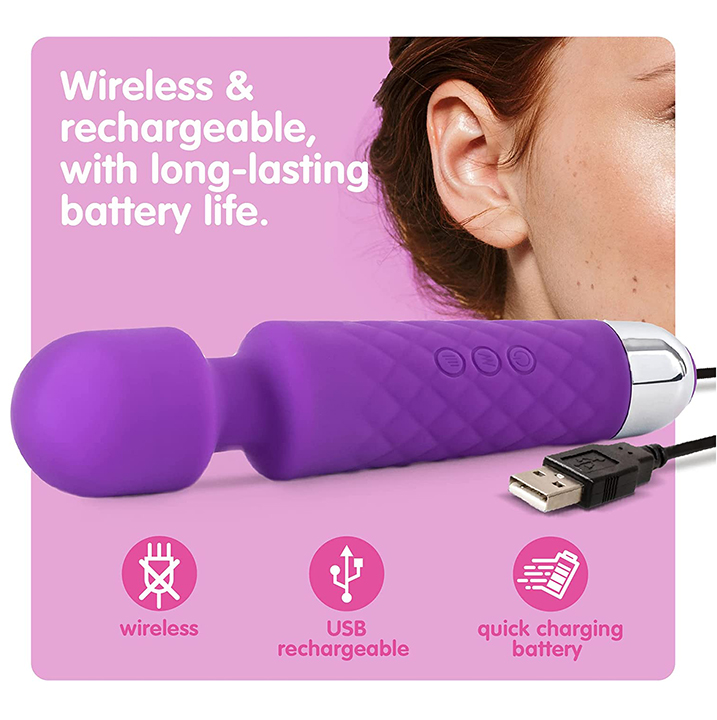 Wireless &
rechargeable,
with long-lasting
battery life.
wireless
USB
rechargeable
quick charging
battery